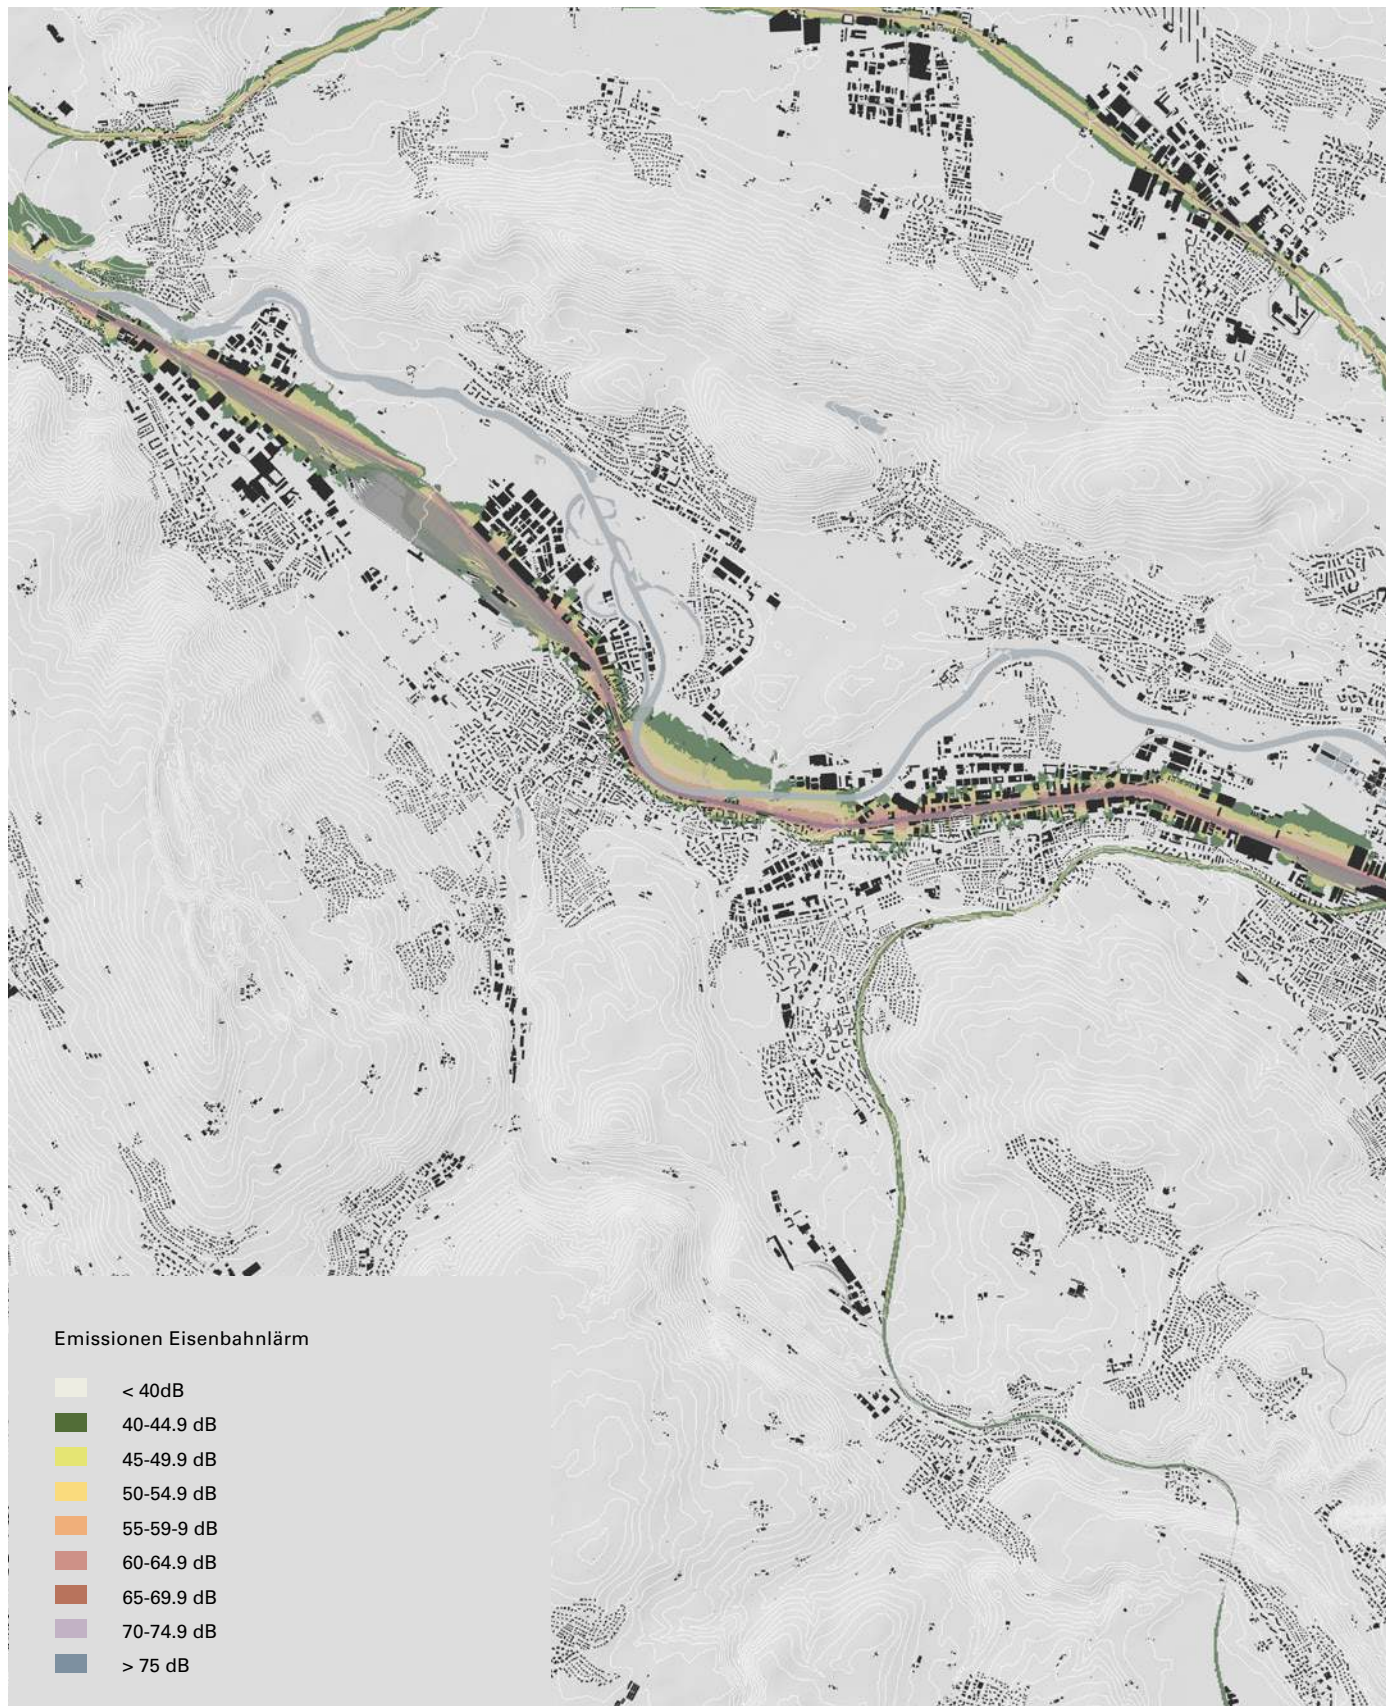 Emissionen Eisenbahnlärm
< 40dB
40-44.9 dB
45-49.9 dB
50-54.9 dB
55-59-9 dB
60-64.9 dB
65-69.9 dB
70-74.9 dB
> 75 dB